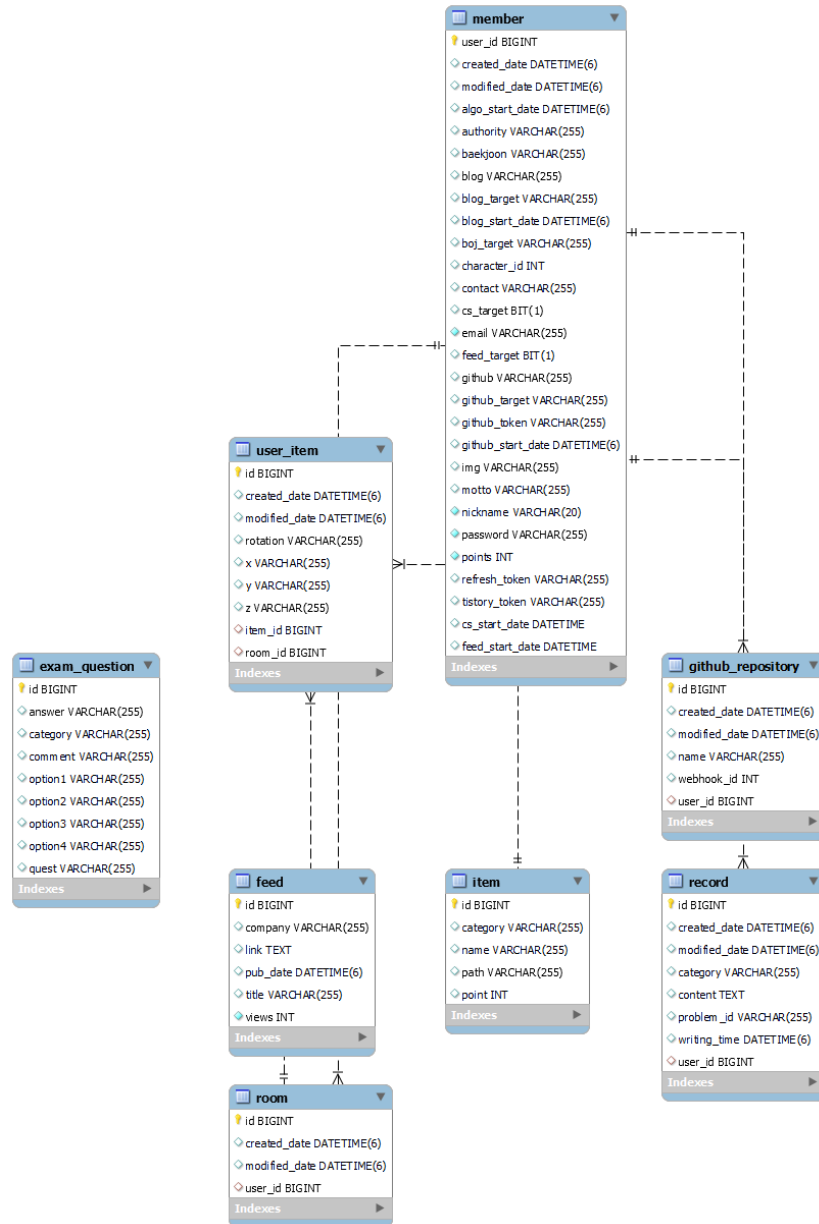 member
user_id BIGINT
created_date DATETIME(6)
modified_date DATETIME(6)
algo_start_date DATETIME(6)
authority VARCHAR(255)
baekjoon VARCHAR(255)
blog VARCHAR(255)
blog_target VARCHAR(255)
blog_start_date DATETIME(6)
boj_target VARCHAR(255)
character_id INT
contact VARCHAR(255)
cs_target BIT(1)
email VARCHAR(255)
feed_target BIT(1)
github VARCHAR(255)
github_target VARCHAR(255)
github_token VARCHAR(255)
github_start_date DATETIME(6)
img VARCHAR(255)
motto VARCHAR(255)
nickname VARCHAR(20)
password VARCHAR(255)
points INT
refresh_token VARCHAR(255)
tistory_token VARCHAR(255)
cs_start_date DATETIME
feed_start_date DATETIME
Indexes
user_item
id BIGINT
created_date DATETIME(6)
modified_date DATETIME(6)
rotation VARCHAR(255)
x VARCHAR(255)
y VARCHAR(255)
z VARCHAR(255)
item_id BIGINT
room_id BIGINT
Indexes
exam_question
id BIGINT
answer VARCHAR(255)
category VARCHAR(255)
comment VARCHAR(255)
option1 VARCHAR(255)
option2 VARCHAR(255)
option3 VARCHAR(255)
option4 VARCHAR(255)
quest VARCHAR(255)
Indexes
github_repository
id BIGINT
created_date DATETIME(6)
modified_date DATETIME(6)
name VARCHAR(255)
webhook_id INT
user_id BIGINT
Indexes
feed
id BIGINT
company VARCHAR(255)
link TEXT
pub_date DATETIME(6)
title VARCHAR(255)
views INT
Indexes
item
id BIGINT
category VARCHAR(255)
name VARCHAR(255)
path VARCHAR(255)
point INT
Indexes
record
id BIGINT
created_date DATETIME(6)
modified_date DATETIME(6)
category VARCHAR(255)
content TEXT
problem_id VARCHAR(255)
writing_time DATETIME(6)
user_id BIGINT
Indexes
room
id BIGINT
created_date DATETIME(6)
modified_date DATETIME(6)
user_id BIGINT
Indexes